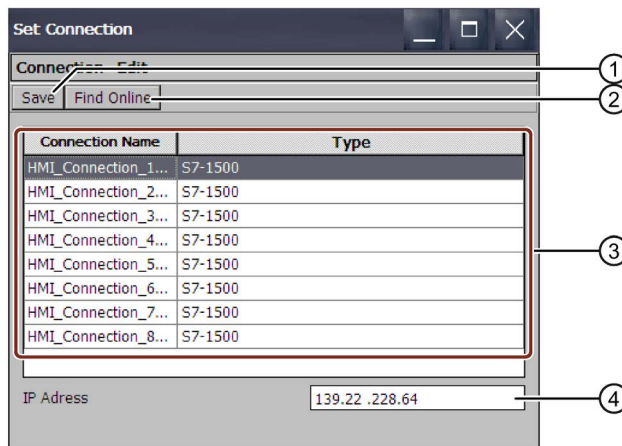 Set Connection
Connection Edit
Save Find Online
Connection Name Type
HMI_Connection_1... S7-1500
HMI_Connection_2... S7-1500
HMI_Connection_3... S7-1500
HMI_Connection_4... S7-1500
HMI_Connection_5... S7-1500
HMI_Connection_6... S7-1500
HMI_Connection_7... S7-1500
HMI_Connection_8... S7-1500
IP Adress 139.22 .228.64
1
2
3
4